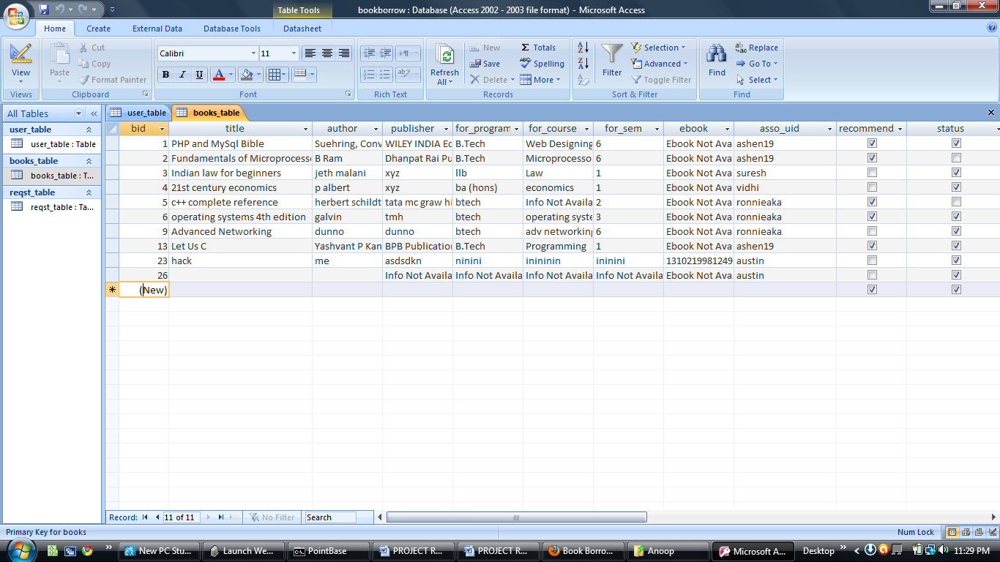 Table Tools bookborrow : Database (Access 2002 - 2003 file format) - Microsoft Access
Home Create External Data Database Tools Datasheet
View Paste Cut Copy Format Painter
Calibri 11
B I U A
Refresh All New Save Delete Totals Spelling More
Filter Selection Advanced Toggle Filter
Find Replace Go To Select
Views Clipboard Font Rich Text Records Sort & Filter Find
All Tables
user_table
user_table : Table
books_table
books_table : T...
reqst_table
reqst_table : Ta...
user_table books_table
bid title author publisher for_program for_course for_sem ebook asso_uid recommend status
1 PHP and MySql Bible Suehring, Conv WILEY INDIA Ed B.Tech Web Designing 6 Ebook Not Ava ashen19
2 Fundamentals of Microprocesso B Ram Dhanpat Rai Pu B.Tech Microprocesso 6 Ebook Not Ava ashen19
3 Indian law for beginners jeth malani xyz llb Law 1 Ebook Not Ava suresh
4 21st century economics p albert xyz ba (hons) economics 1 Ebook Not Ava vidhi
5 c++ complete reference herbert schildt tata mc graw hi btech Info Not Availa 2 Ebook Not Ava ronnieaka
6 operating systems 4th edition galvin tmh btech operating syste 3 Ebook Not Ava ronnieaka
9 Advanced Networking dunno dunno btech adv networking 6 Ebook Not Ava ronnieaka
13 Let Us C Yashvant P Kan BPB Publication B.Tech Programming 1 Ebook Not Ava ashen19
23 hack me asdsdkn ninini inininin ininini 1310219981249 austin
26 Info Not Availa Info Not Availa Info Not Availa Info Not Availa Ebook Not Ava austin
(New)
Record: 11 of 11 No Filter Search
Primary Key for books Num Lock
New PC Stu... Launch We... PointBase PROJECT R... PROJECT R... Book Borro... Anoop Microsoft A... Desktop 11:29 PM